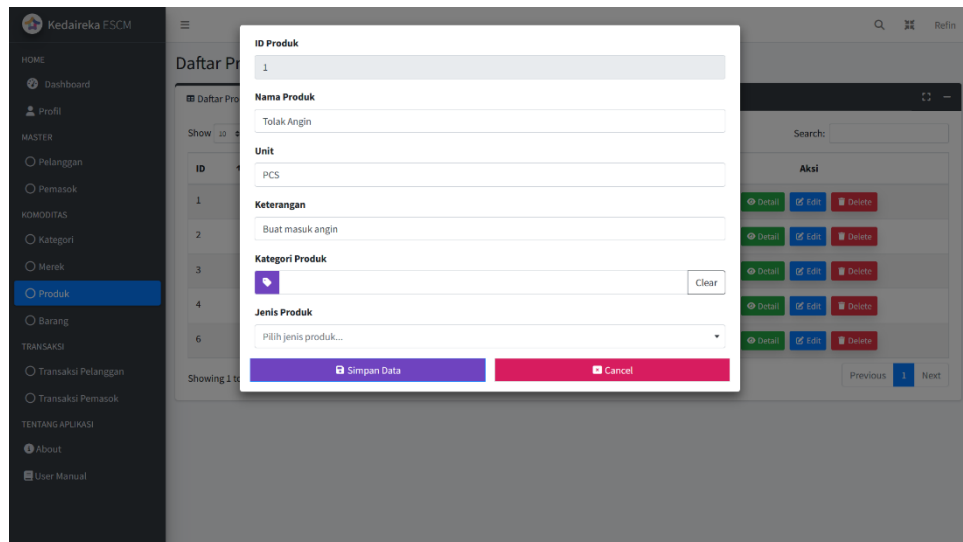 Kedaireka ESCM
Refin
HOME
Dashboard
Profil
MASTER
Pelanggan
Pemasok
KOMODITAS
Kategori
Merek
Produk
Barang
TRANSAKSI
Transaksi Pelanggan
Transaksi Pemasok
TENTANG APLIKASI
About
User Manual
Daftar Pr
Daftar Pro
Show 10
Search:
ID
Aksi
1 Detail Edit Delete
2 Detail Edit Delete
3 Detail Edit Delete
4 Detail Edit Delete
6 Detail Edit Delete
Showing 1 to
Previous 1 Next
ID Produk
1
Nama Produk
Tolak Angin
Unit
PCS
Keterangan
Buat masuk angin
Kategori Produk
Clear
Jenis Produk
Pilih jenis produk...
Simpan Data
Cancel